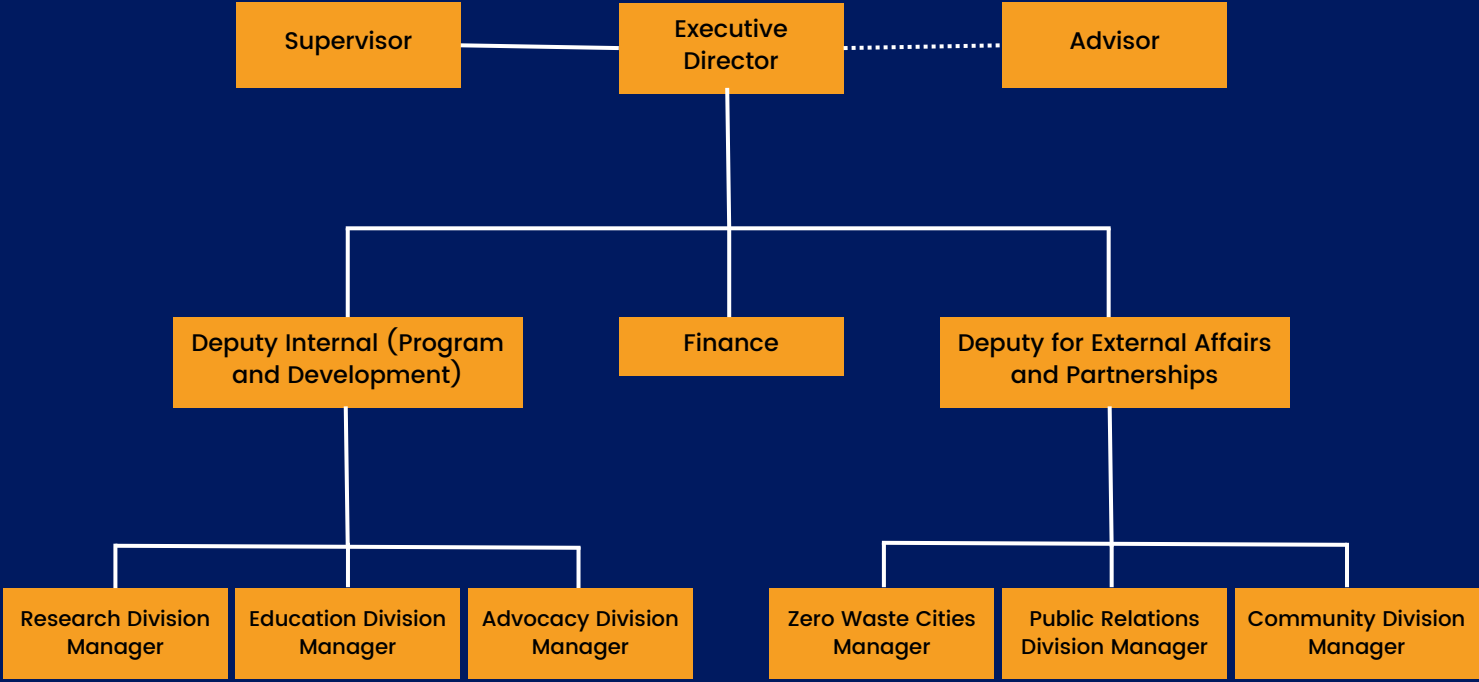 Supervisor
Executive
Director
Advisor
Deputy Internal (Program
and Development)
Finance
Deputy for External Affairs
and Partnerships
Research Division
Manager
Education Division
Manager
Advocacy Division
Manager
Zero Waste Cities
Manager
Public Relations
Division Manager
Community Division
Manager